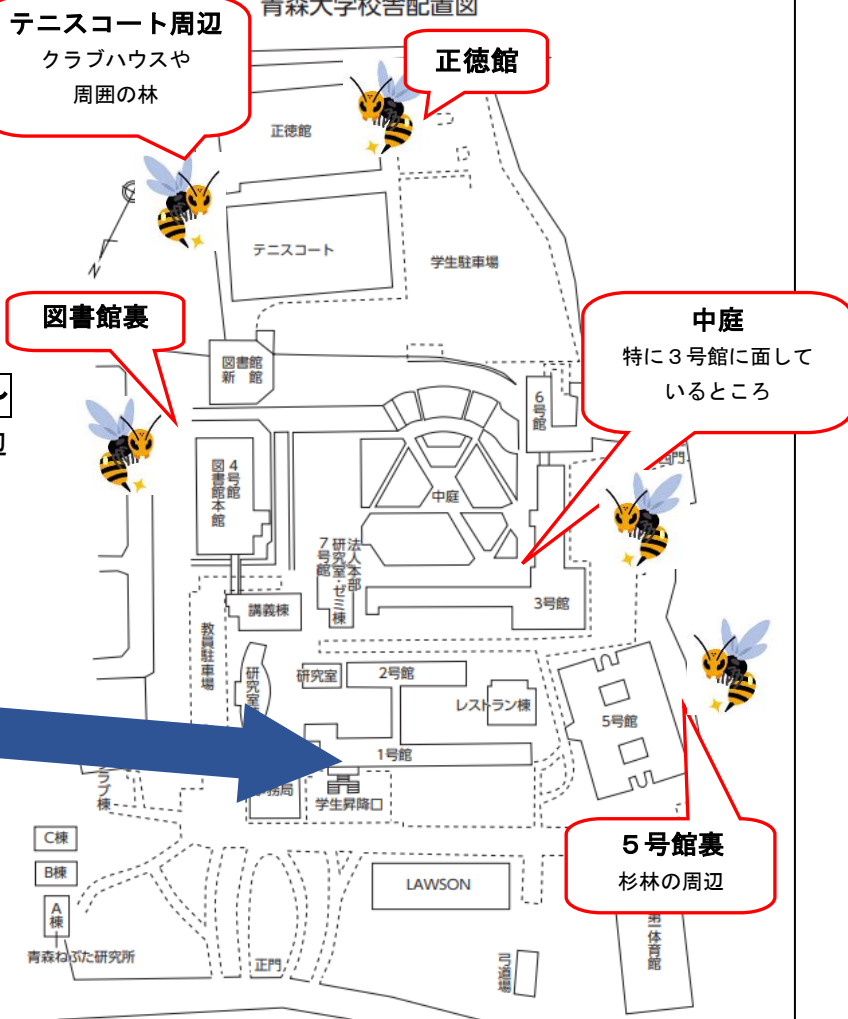 青森大学校舎配置図
テニスコート周辺
クラブハウスや
周囲の林
正徳館
正徳館
テニスコート
学生駐車場
N
図書館裏
中庭
特に３号館に面して
いるところ
図書館
新館
6号館
西門
4号館
図書館本館
中庭
法人本部
研究室・ゼミ棟
7号館
講義棟
3号館
教員駐車場
研究室
研究室
2号館
レストラン棟
5号館
1号館
学生昇降口
５号館裏
杉林の周辺
C棟
B棟
A棟
LAWSON
青森ねぶた研究所
正門
弓道場
第一体育館